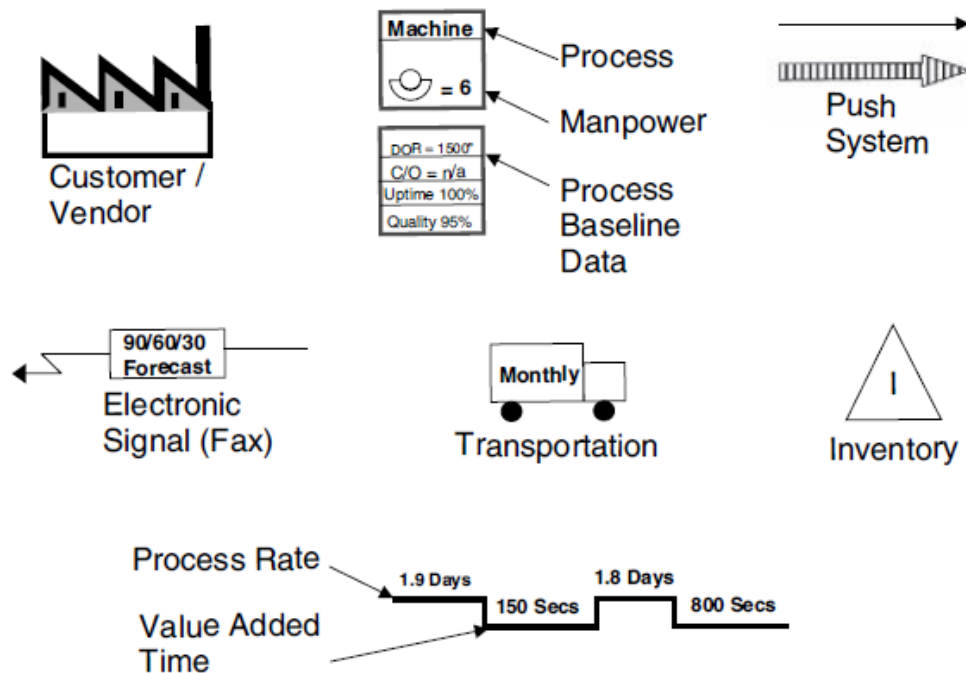 Machine
= 6
Process
Manpower
Push
System
Customer /
Vendor
DOR = 1500"
C/O = n/a
Uptime 100%
Quality 95%
Process
Baseline
Data
90/60/30
Forecast
Electronic
Signal (Fax)
Monthly
Transportation
I
Inventory
Process Rate
1.9 Days
150 Secs
1.8 Days
800 Secs
Value Added
Time